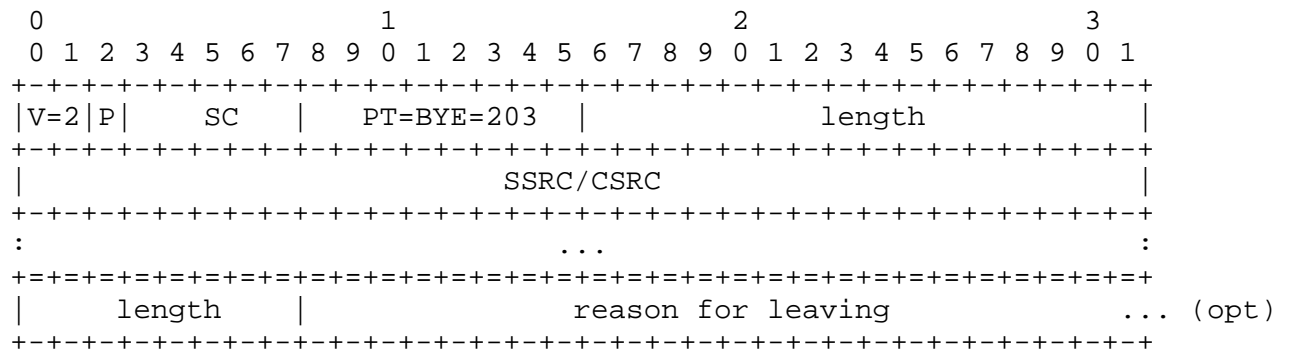 0                   1                   2                   3
 0 1 2 3 4 5 6 7 8 9 0 1 2 3 4 5 6 7 8 9 0 1 2 3 4 5 6 7 8 9 0 1
+-+-+-+-+-+-+-+-+-+-+-+-+-+-+-+-+-+-+-+-+-+-+-+-+-+-+-+-+-+-+-+-+
|V=2|P|    SC   |   PT=BYE=203  |             length            |
+-+-+-+-+-+-+-+-+-+-+-+-+-+-+-+-+-+-+-+-+-+-+-+-+-+-+-+-+-+-+-+-+
|                           SSRC/CSRC                           |
+-+-+-+-+-+-+-+-+-+-+-+-+-+-+-+-+-+-+-+-+-+-+-+-+-+-+-+-+-+-+-+-+
:                              ...                              :
+=+=+=+=+=+=+=+=+=+=+=+=+=+=+=+=+=+=+=+=+=+=+=+=+=+=+=+=+=+=+=+=+
|     length    |               reason for leaving             ... (opt)
+-+-+-+-+-+-+-+-+-+-+-+-+-+-+-+-+-+-+-+-+-+-+-+-+-+-+-+-+-+-+-+-+